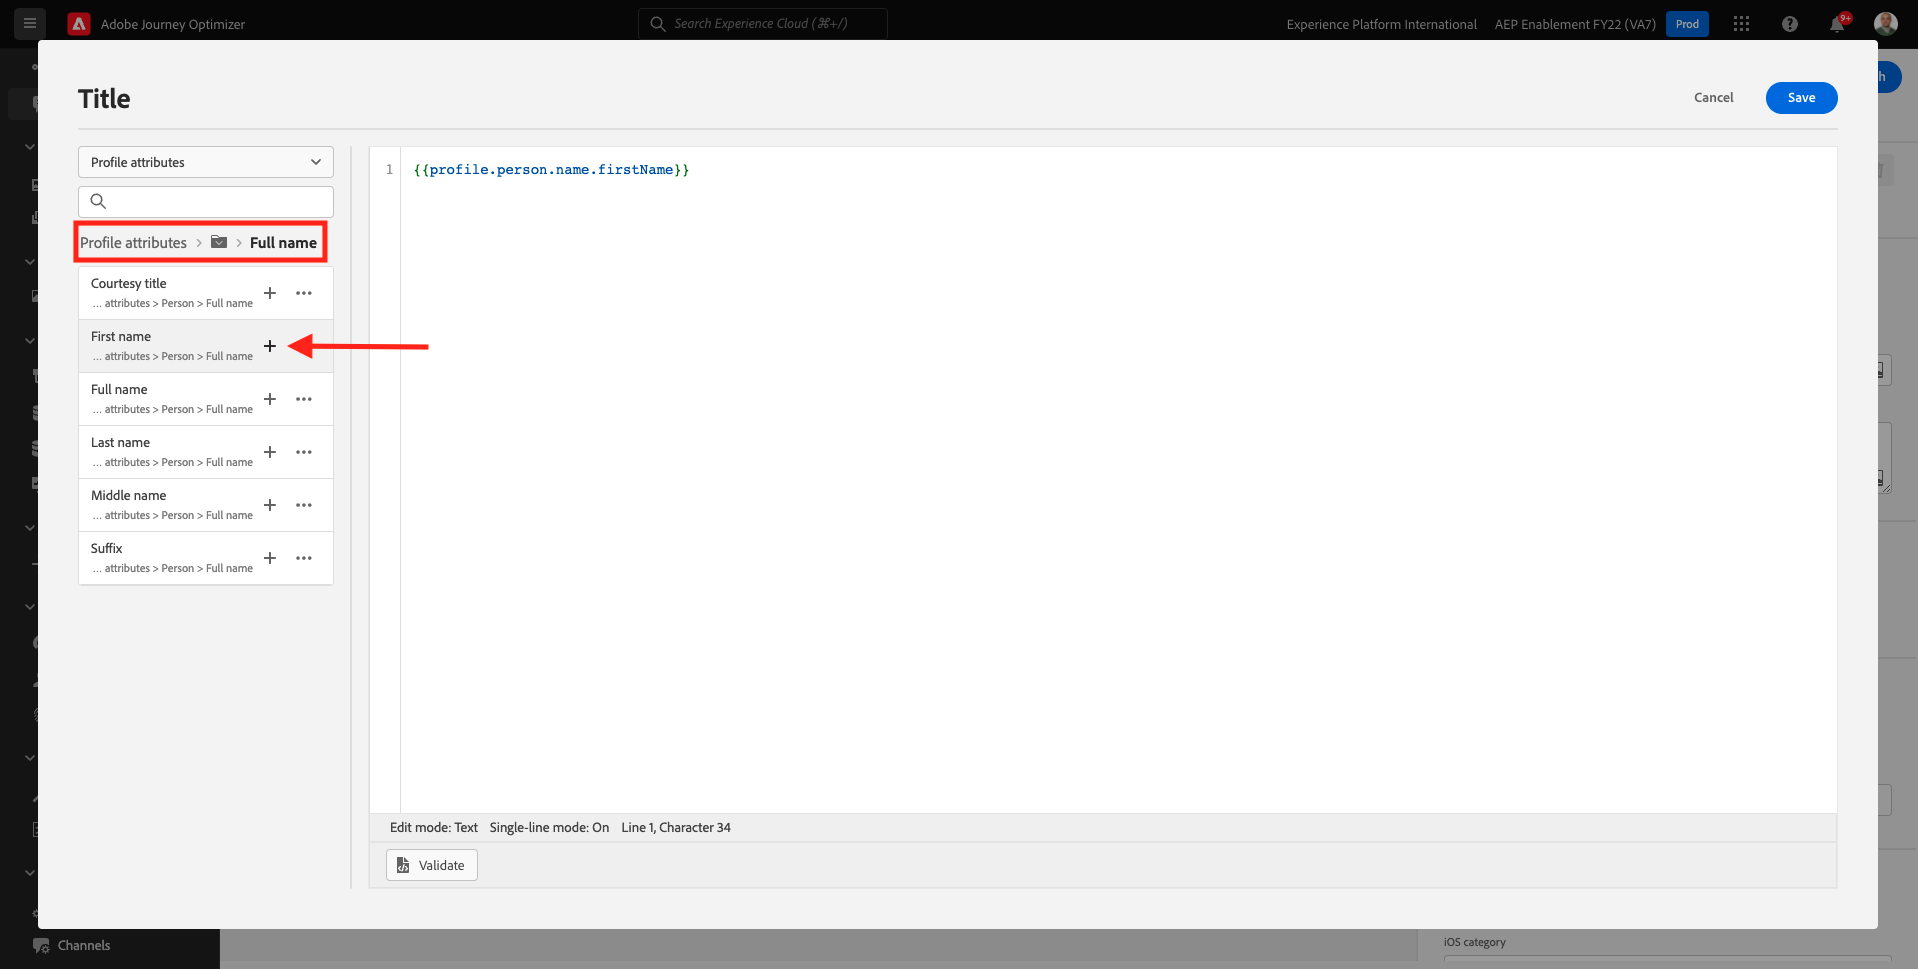 Adobe Journey Optimizer
Search Experience Cloud (⌘+/)
Experience Platform International
AEP Enablement FY22 (VA7)
Prod
9+
h
Title
Cancel
Save
Profile attributes
Profile attributes > > Full name
Courtesy title
... attributes > Person > Full name
First name
... attributes > Person > Full name
Full name
... attributes > Person > Full name
Last name
... attributes > Person > Full name
Middle name
... attributes > Person > Full name
Suffix
... attributes > Person > Full name
1 {{profile.person.name.firstName}}
Edit mode: Text Single-line mode: On Line 1, Character 34
Validate
Channels
iOS category